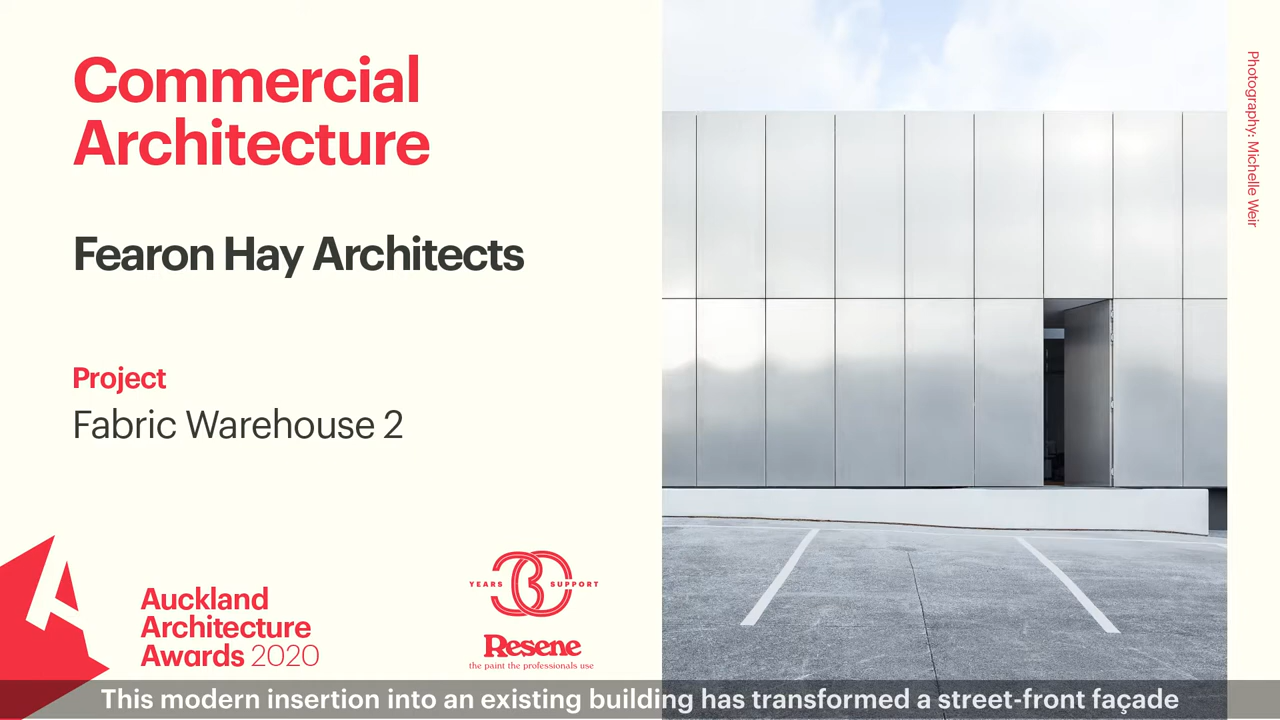 Commercial
Architecture
Fearon Hay Architects
Project
Fabric Warehouse 2
Auckland
Architecture
Awards 2020
YEARS 30 SUPPORT
Resene
the paint the professionals use
Photography: Michelle Weir
This modern insertion into an existing building has transformed a street-front façade